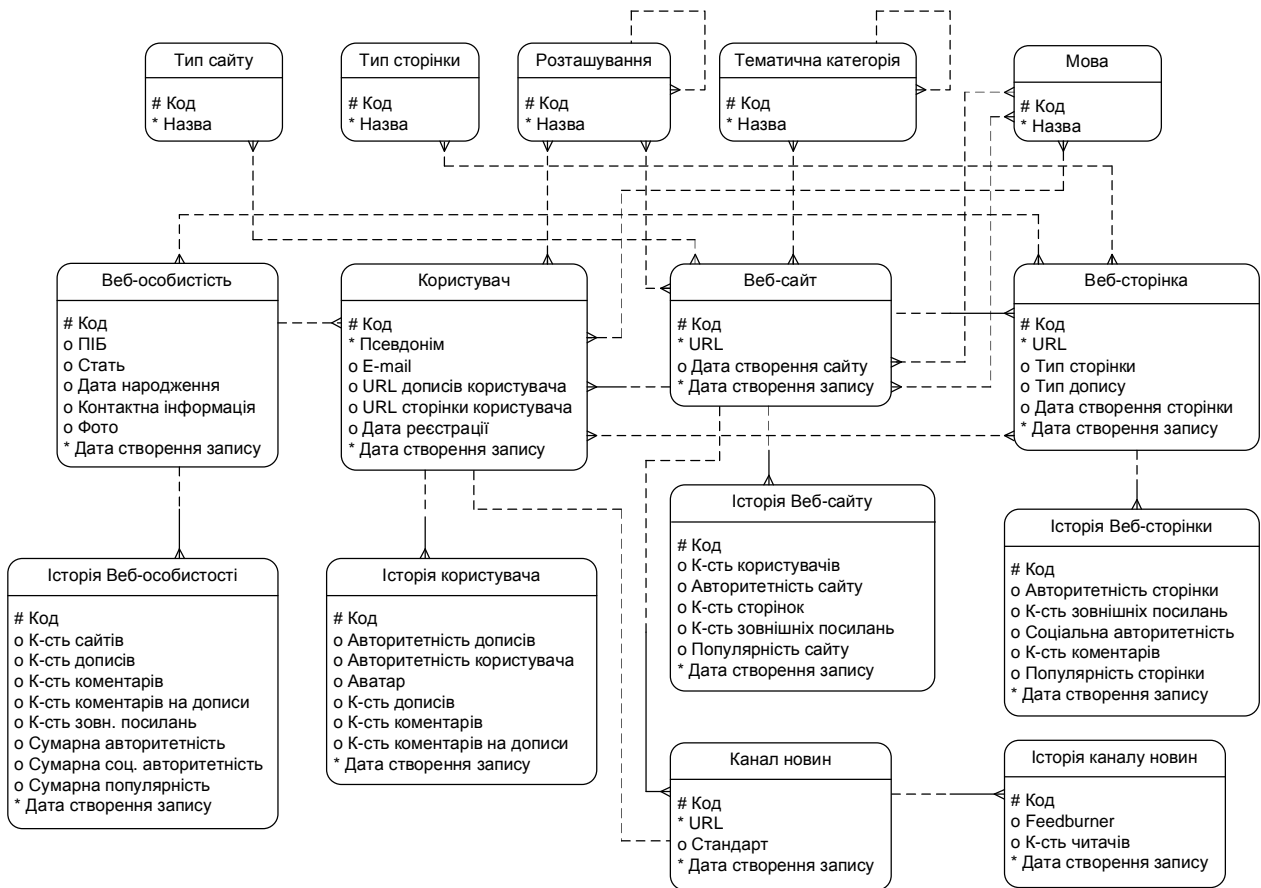 Тип сайту
# Код
* Назва
Тип сторінки
# Код
* Назва
Розташування
# Код
* Назва
Тематична категорія
# Код
* Назва
Мова
# Код
* Назва
Веб-особистість
# Код
о ПІБ
о Стать
о Дата народження
о Контактна інформація
о Фото
* Дата створення запису
Користувач
# Код
* Псевдонім
о E-mail
о URL дописів користувача
о URL сторінки користувача
о Дата реєстрації
* Дата створення запису
Веб-сайт
# Код
* URL
о Дата створення сайту
* Дата створення запису
Веб-сторінка
# Код
* URL
о Тип сторінки
о Тип допису
о Дата створення сторінки
* Дата створення запису
Історія Веб-особистості
# Код
о К-сть сайтів
о К-сть дописів
о К-сть коментарів
о К-сть коментарів на дописи
о К-сть зовн. посилань
о Сумарна авторитетність
о Сумарна соц. авторитетність
о Сумарна популярність
* Дата створення запису
Історія користувача
# Код
о Авторитетність дописів
о Авторитетність користувача
о Аватар
о К-сть дописів
о К-сть коментарів
о К-сть коментарів на дописи
* Дата створення запису
Історія Веб-сайту
# Код
о К-сть користувачів
о Авторитетність сайту
о К-сть сторінок
о К-сть зовнішніх посилань
о Популярність сайту
* Дата створення запису
Історія Веб-сторінки
# Код
о Авторитетність сторінки
о К-сть зовнішніх посилань
о Соціальна авторитетність
о К-сть коментарів
о Популярність сторінки
* Дата створення запису
Канал новин
# Код
* URL
о Стандарт
* Дата створення запису
Історія каналу новин
# Код
о Feedburner
о К-сть читачів
* Дата створення запису